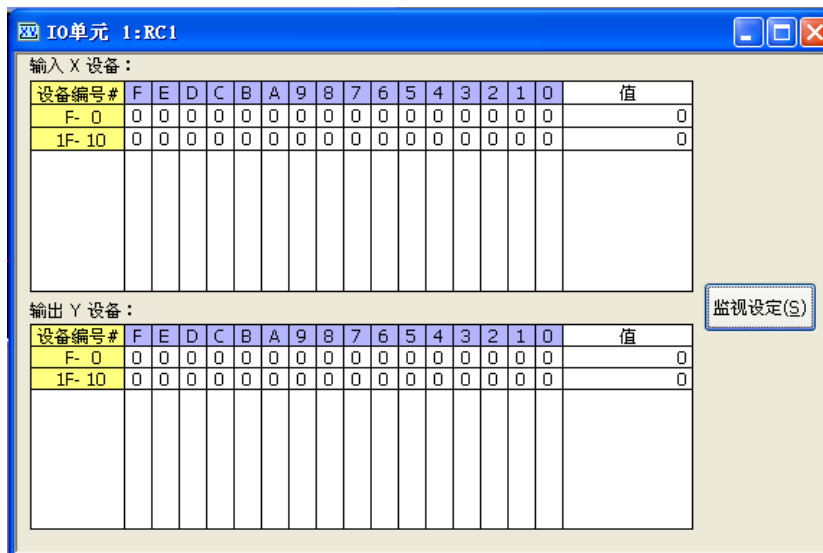 IO单元 1:RC1
输入 X 设备：
设备编号# F E D C B A 9 8 7 6 5 4 3 2 1 0 值
F- 0 0 0 0 0 0 0 0 0 0 0 0 0 0 0 0 0 0
1F- 10 0 0 0 0 0 0 0 0 0 0 0 0 0 0 0 0 0
输出 Y 设备：
设备编号# F E D C B A 9 8 7 6 5 4 3 2 1 0 值
F- 0 0 0 0 0 0 0 0 0 0 0 0 0 0 0 0 0 0
1F- 10 0 0 0 0 0 0 0 0 0 0 0 0 0 0 0 0 0
监视设定(S)